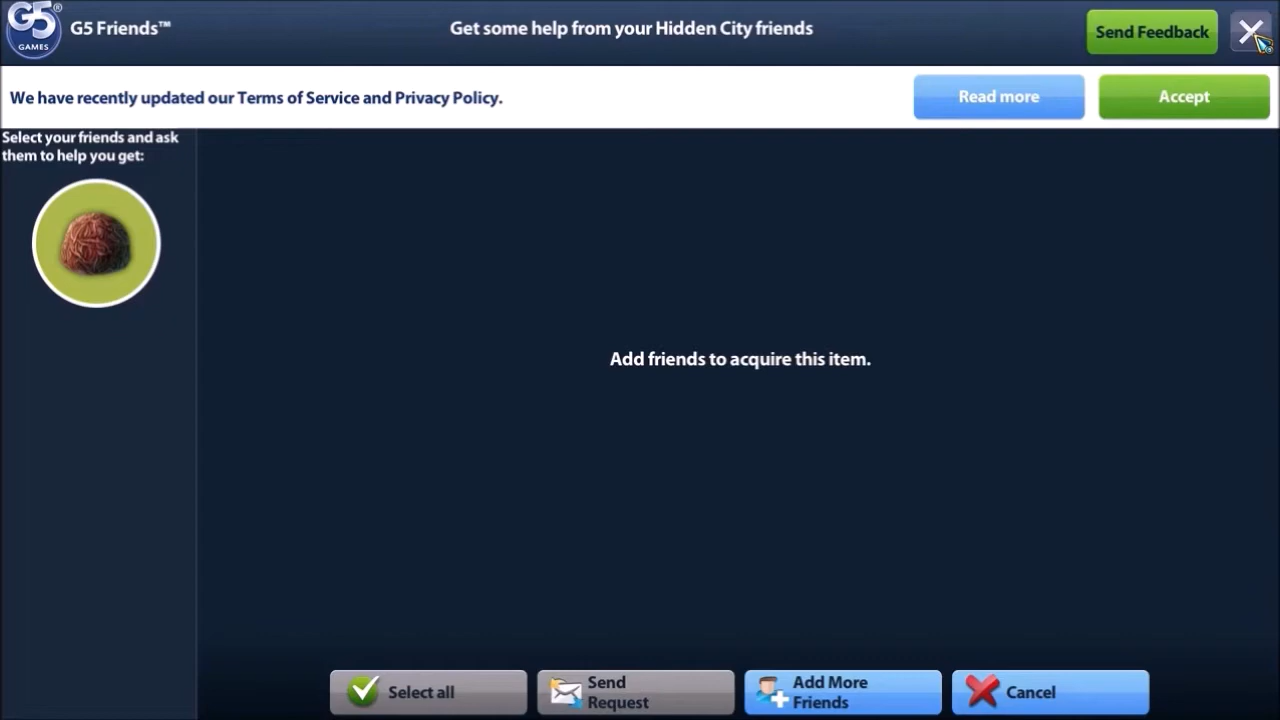 G5®
GAMES
G5 Friends™
Get some help from your Hidden City friends
Send Feedback
We have recently updated our Terms of Service and Privacy Policy.
Read more
Accept
Select your friends and ask
them to help you get:
Add friends to acquire this item.
Select all
Send
Request
Add More
Friends
Cancel